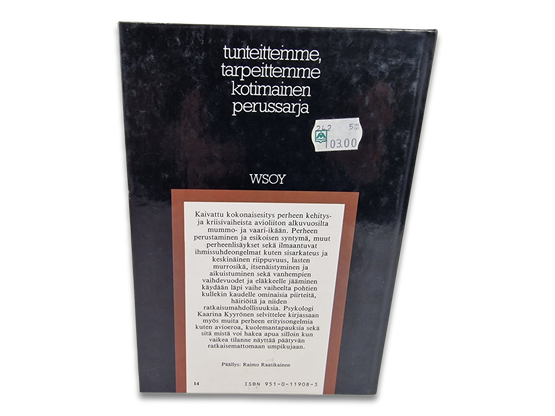 tunteittemme,
tarpeittemme
kotimainen
perussarja
242 50
103.00
WSOY
Kaivattu kokonaisesitys perheen kehitys-
ja kriisivaiheista avioliiton alkuvuosilta
mummo- ja vaari-ikään. Perheen
perustaminen ja esikoisen syntymä, muut
perheenlisäykset sekä ilmaantuvat
ihmissuhdeongelmat kuten sisarkateus ja
keskinäinen riippuvuus, lasten
murrosikä, itsenäistyminen ja
aikuistuminen sekä vanhempien
vaihdevuodet ja eläkkeelle jääminen
käydään läpi vaihe vaiheelta pohtien
kullekin kaudelle ominaisia piirteitä,
häiriöitä ja niiden
ratkaisumahdollisuuksia. Psykologi
Kaarina Kyyrönen selvittelee kirjassaan
myös muita perheen erityisongelmia
kuten avioeroa, kuolemantapauksia sekä
sitä mistä voi hakea apua silloin kun
vaikea tilanne näyttää päätyvän
ratkaisemattomaan umpikujaan.
Päällys: Raimo Raatikainen
14 ISBN 951-0-11908-3